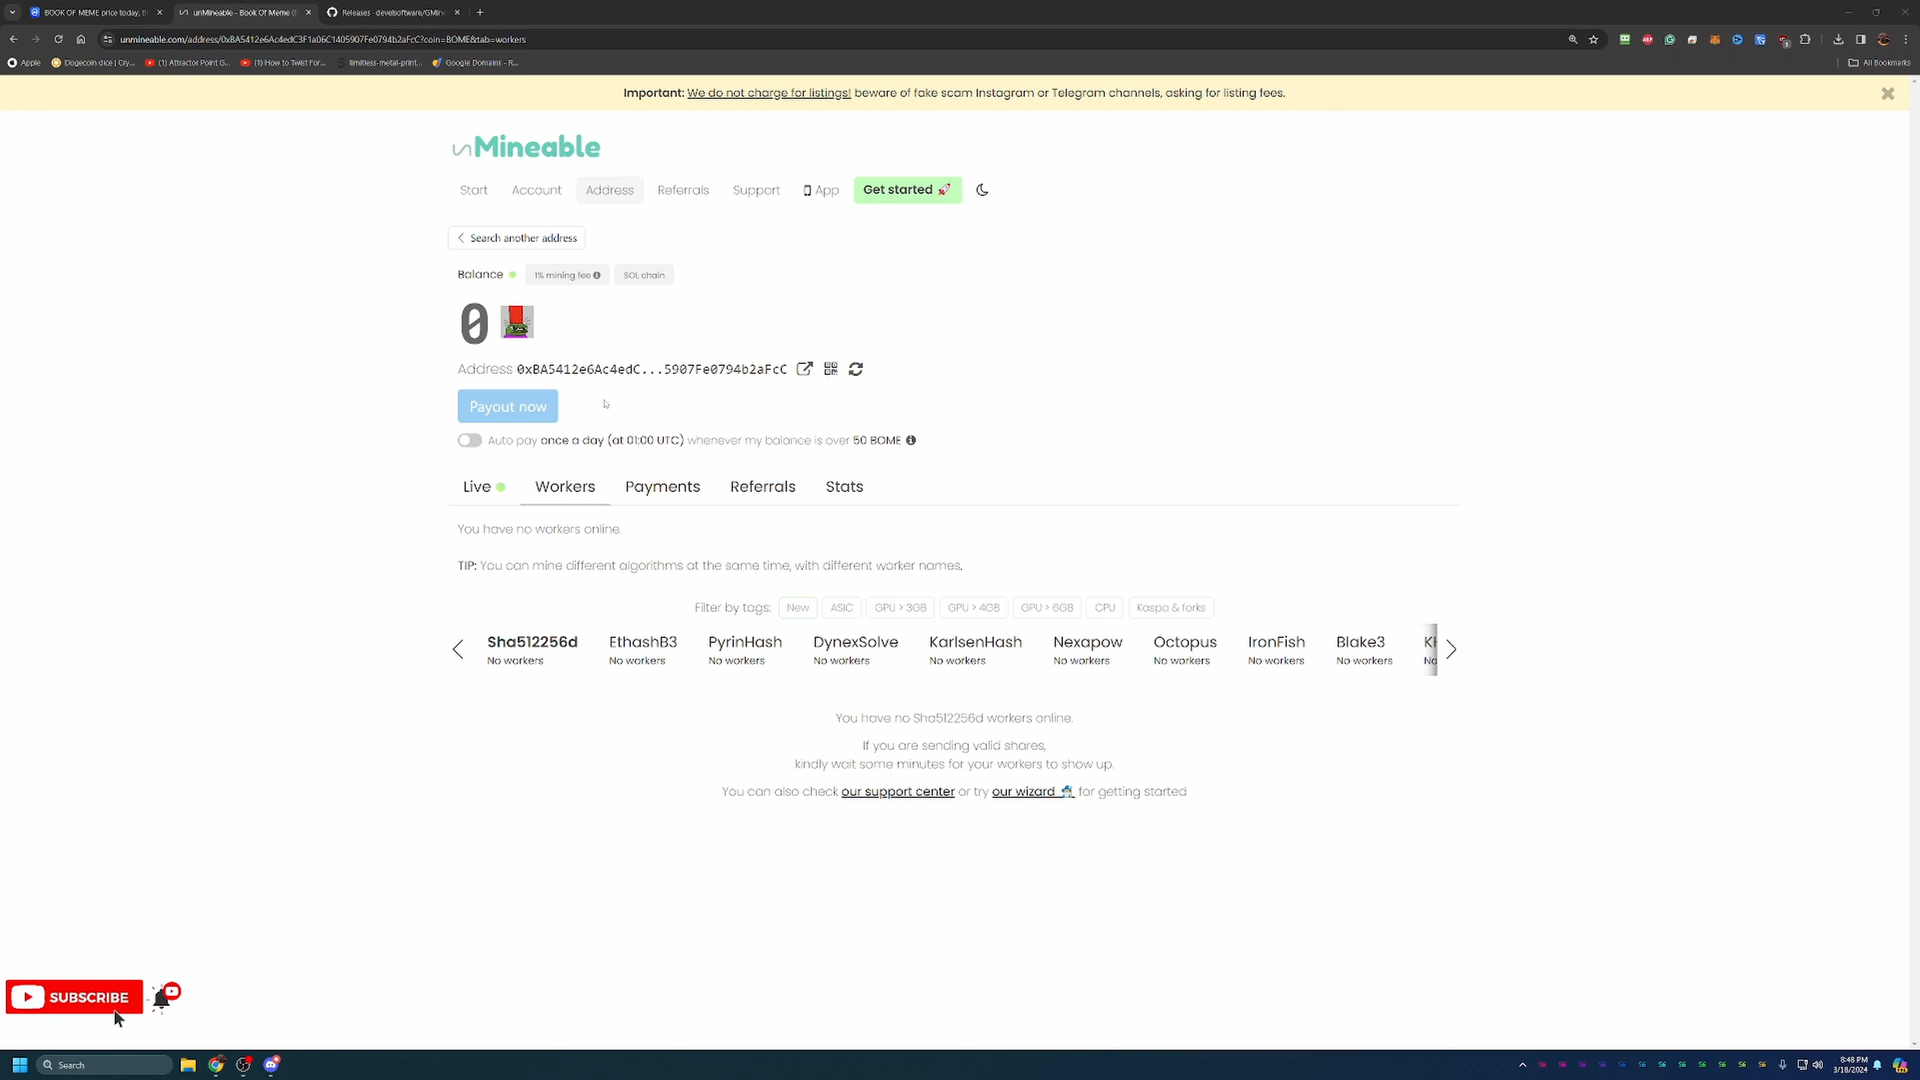 BOOK OF MEME price today, B
unMineable - Book Of Meme (B
Releases · develsoftware/GMine
unmineable.com/address/0xBA5412e6Ac4edC3F1a06C1405907Fe0794b2aFcC?coin=BOME&tab=workers
Apple
Dogecoin dice | Cry...
(1) Attractor Point G...
(1) How to Twist For...
limitless-metal-print...
Google Domains - R...
All Bookmarks
Important: We do not charge for listings! beware of fake scam Instagram or Telegram channels, asking for listing fees.
unMineable
Start
Account
Address
Referrals
Support
App
Get started
Search another address
Balance
1% mining fee
SOL chain
0
Address 0xBA5412e6Ac4edC...5907Fe0794b2aFcC
Payout now
Auto pay once a day (at 01:00 UTC) whenever my balance is over 50 BOME
Live
Workers
Payments
Referrals
Stats
You have no workers online.
TIP: You can mine different algorithms at the same time, with different worker names.
Filter by tags:
New
ASIC
GPU > 3GB
GPU > 4GB
GPU > 6GB
CPU
Kaspa & forks
Sha512256d
EthashB3
PyrinHash
DynexSolve
KarlsenHash
Nexapow
Octopus
IronFish
Blake3
No workers
No workers
No workers
No workers
No workers
No workers
No workers
No workers
No workers
No
You have no Sha512256d workers online.
If you are sending valid shares,
kindly wait some minutes for your workers to show up.
You can also check our support center or try our wizard for getting started
SUBSCRIBE
Search
8:48 PM
3/18/2024